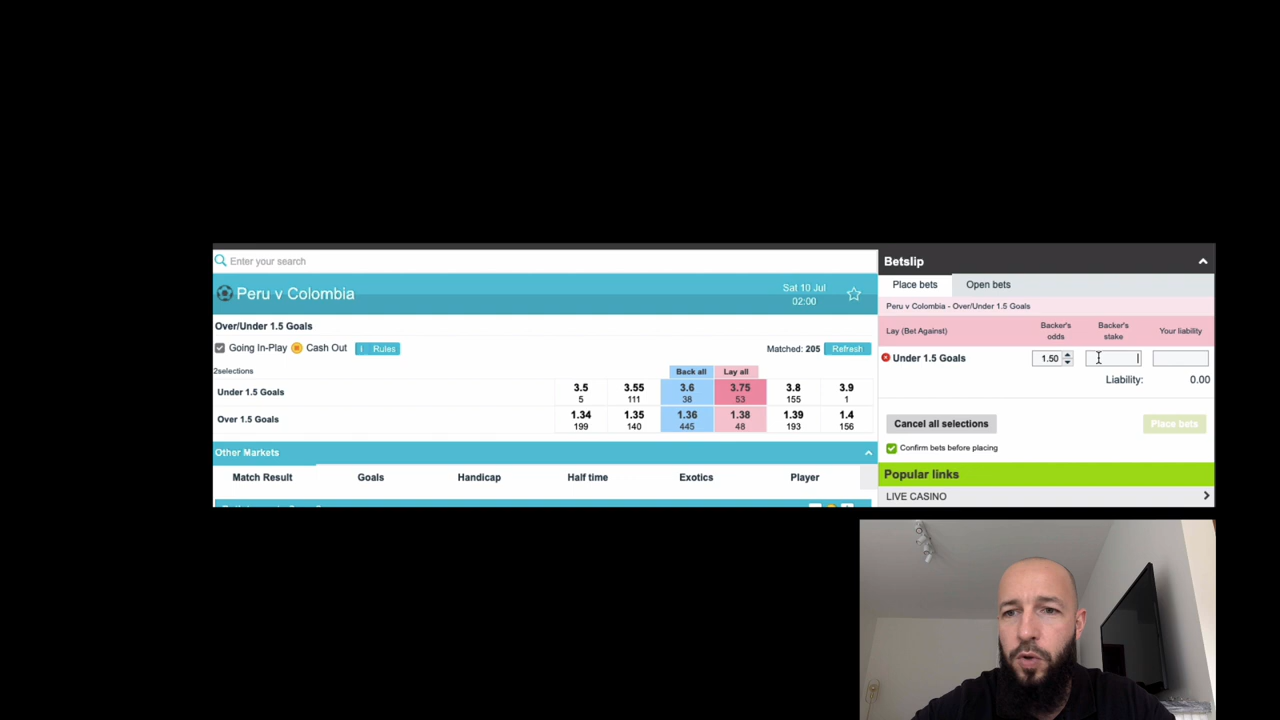 Enter your search
Peru v Colombia
Sat 10 Jul
02:00
Over/Under 1.5 Goals
Going In-Play Cash Out i Rules
Matched: 205 Refresh
2selections
Back all Lay all
Under 1.5 Goals
3.5 3.55 3.6 3.75 3.8 3.9
5 111 38 53 155 1
Over 1.5 Goals
1.34 1.35 1.36 1.38 1.39 1.4
199 140 445 48 193 156
Other Markets
Match Result Goals Handicap Half time Exotics Player
Betslip
Place bets Open bets
Peru v Colombia - Over/Under 1.5 Goals
Lay (Bet Against)
Backer's
odds
Backer's
stake
Your liability
Under 1.5 Goals 1.50
Liability: 0.00
Cancel all selections Place bets
Confirm bets before placing
Popular links
LIVE CASINO